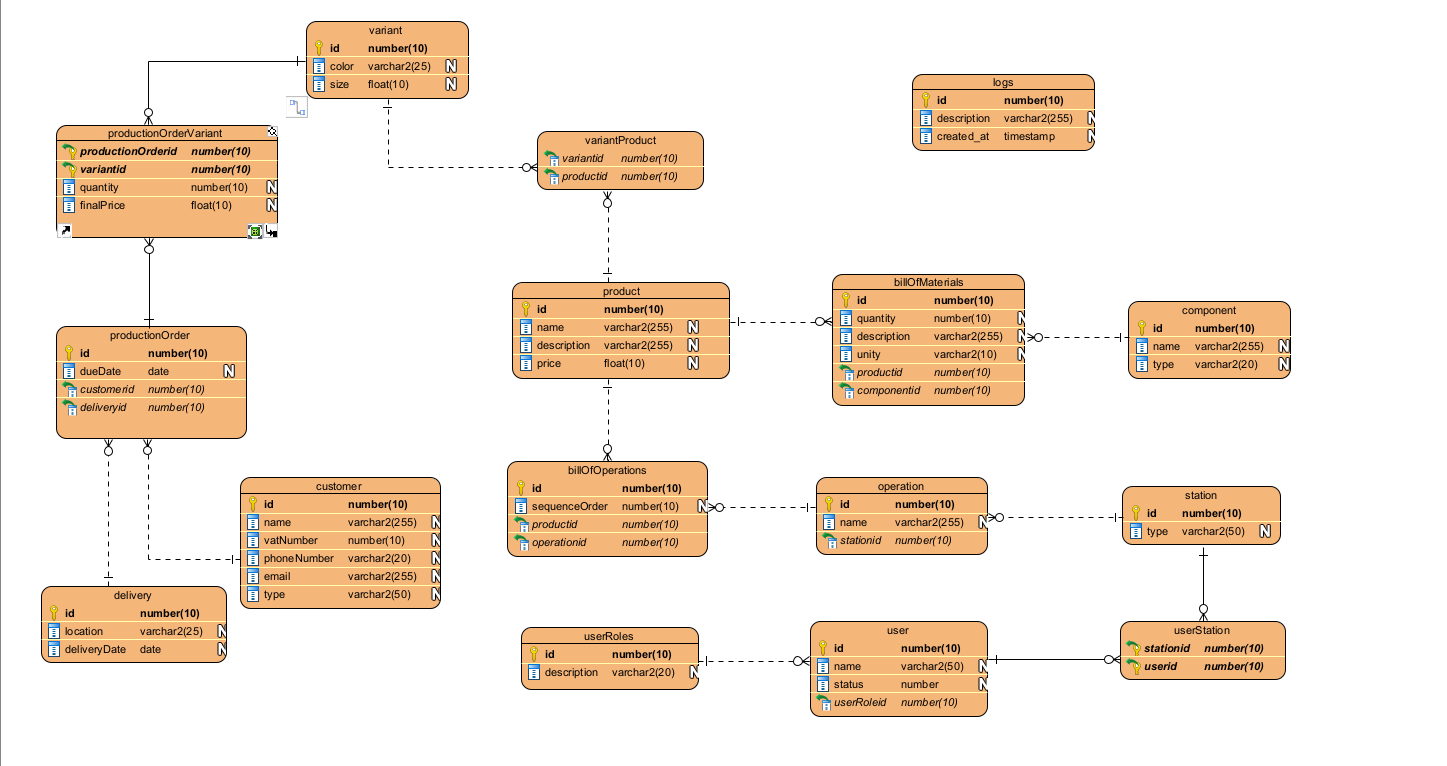 variant
id number(10)
color varchar2(25) N
size float(10) N
productionOrderVariant
productionOrderid number(10)
variantid number(10)
quantity number(10) N
finalPrice float(10) N
variantProduct
variantid number(10)
productid number(10)
logs
id number(10)
description varchar2(255) N
created_at timestamp N
product
id number(10)
name varchar2(255) N
description varchar2(255) N
price float(10) N
billOfMaterials
id number(10)
quantity number(10) N
description varchar2(255) N
unity varchar2(10) N
productid number(10)
componentid number(10)
component
id number(10)
name varchar2(255) N
type varchar2(20) N
productionOrder
id number(10)
dueDate date N
customerid number(10)
deliveryid number(10)
customer
id number(10)
name varchar2(255) N
vatNumber number(10) N
phoneNumber varchar2(20) N
email varchar2(255) N
type varchar2(50) N
billOfOperations
id number(10)
sequenceOrder number(10) N
productid number(10)
operationid number(10)
operation
id number(10)
name varchar2(255) N
stationid number(10)
station
id number(10)
type varchar2(50) N
delivery
id number(10)
location varchar2(25) N
deliveryDate date N
userRoles
id number(10)
description varchar2(20) N
user
id number(10)
name varchar2(50) N
status number N
userRoleid number(10)
userStation
stationid number(10)
userid number(10)